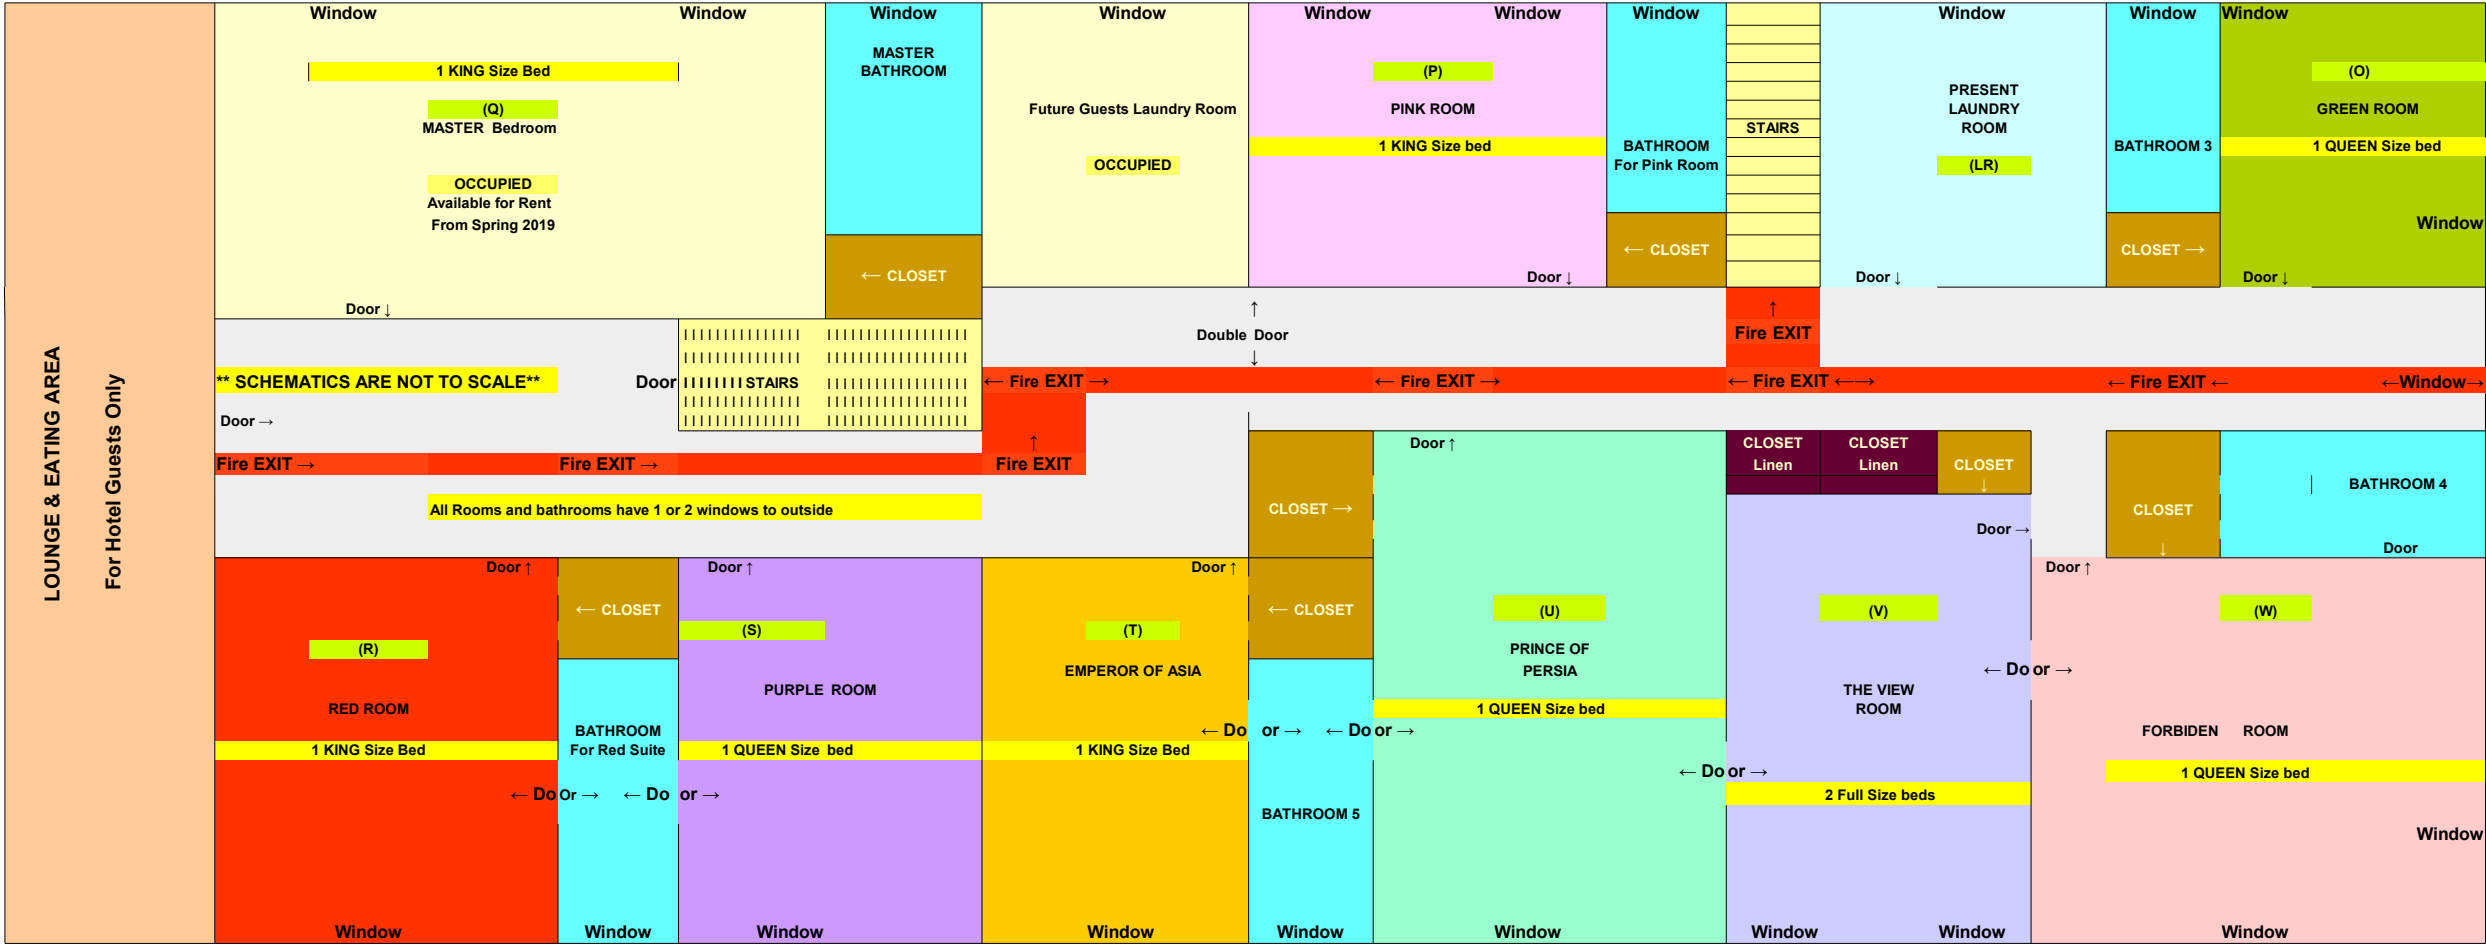 Window Window Window Window Window Window Window Window Window Window
MASTER
BATHROOM
1 KING Size Bed
(P)
(O)
PRESENT
(Q)
Future Guests Laundry Room
PINK ROOM
LAUNDRY
GREEN ROOM
MASTER Bedroom
STAIRS
ROOM
1 KING Size bed
BATHROOM
BATHROOM 3
1 QUEEN Size bed
OCCUPIED
For Pink Room
(LR)
OCCUPIED
Available for Rent
From Spring 2019
Window
← CLOSET
CLOSET →
← CLOSET
Door ↓
Door ↓
Door ↓
Door ↓
↑
Double Door
↓
↑
Fire EXIT
LOUNGE & EATING AREA
For Hotel Guests Only
** SCHEMATICS ARE NOT TO SCALE**
Door
STAIRS
← Fire EXIT →
← Fire EXIT →
← Fire EXIT ←→
← Fire EXIT ←
←Window→
Door →
↑
Fire EXIT → Fire EXIT → Fire EXIT
Door ↑
CLOSET
Linen
CLOSET
Linen
CLOSET
↓
BATHROOM 4
All Rooms and bathrooms have 1 or 2 windows to outside
CLOSET →
Door →
CLOSET
↓
Door
Door ↑
Door ↑
Door ↑
Door ↑
← CLOSET
← CLOSET
(U)
(V)
(W)
(S)
(T)
(R)
PRINCE OF
PERSIA
EMPEROR OF ASIA
← Do or →
PURPLE ROOM
THE VIEW
ROOM
RED ROOM
1 QUEEN Size bed
BATHROOM
For Red Suite
← Do or →
← Do or →
FORBIDEN ROOM
1 KING Size Bed
1 QUEEN Size bed
1 KING Size Bed
← Do or →
1 QUEEN Size bed
← Do Or →
← Do or →
2 Full Size beds
BATHROOM 5
Window
Window Window Window Window Window Window Window Window Window